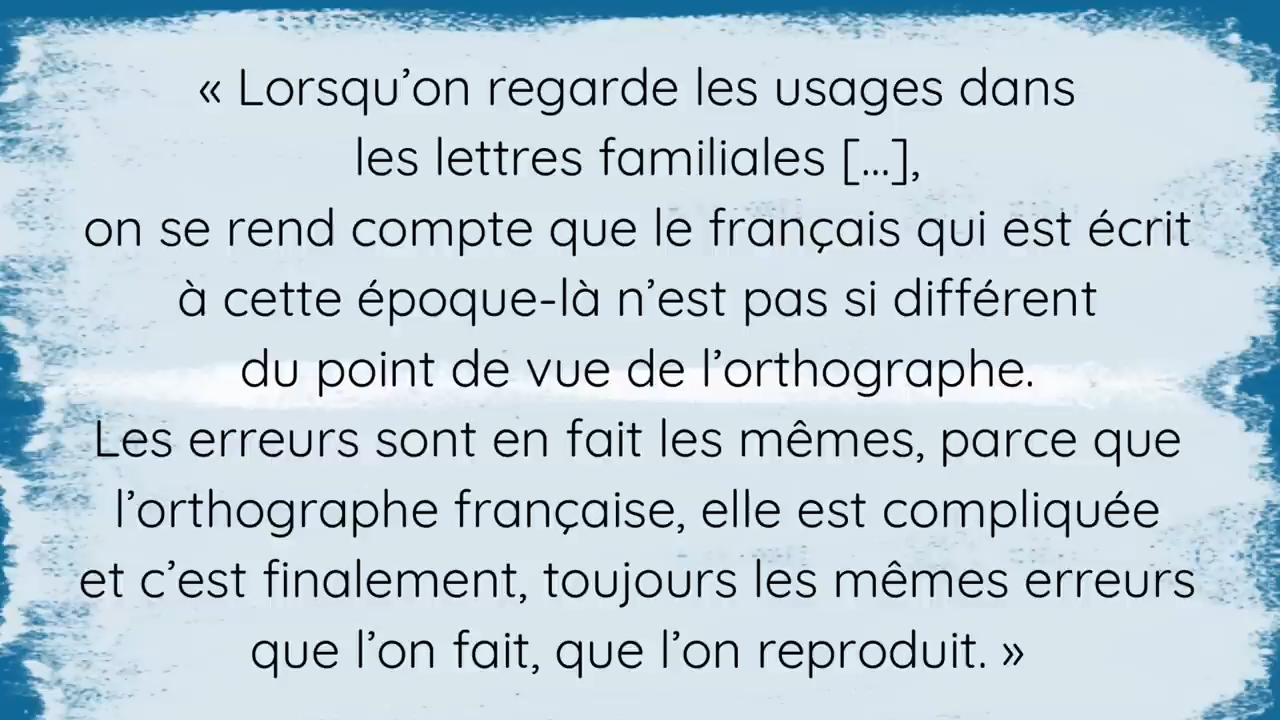 « Lorsqu’on regarde les usages dans
les lettres familiales [...],
on se rend compte que le français qui est écrit
à cette époque-là n’est pas si différent
du point de vue de l’orthographe.
Les erreurs sont en fait les mêmes, parce que
l’orthographe française, elle est compliquée
et c’est finalement, toujours les mêmes erreurs
que l’on fait, que l’on reproduit. »